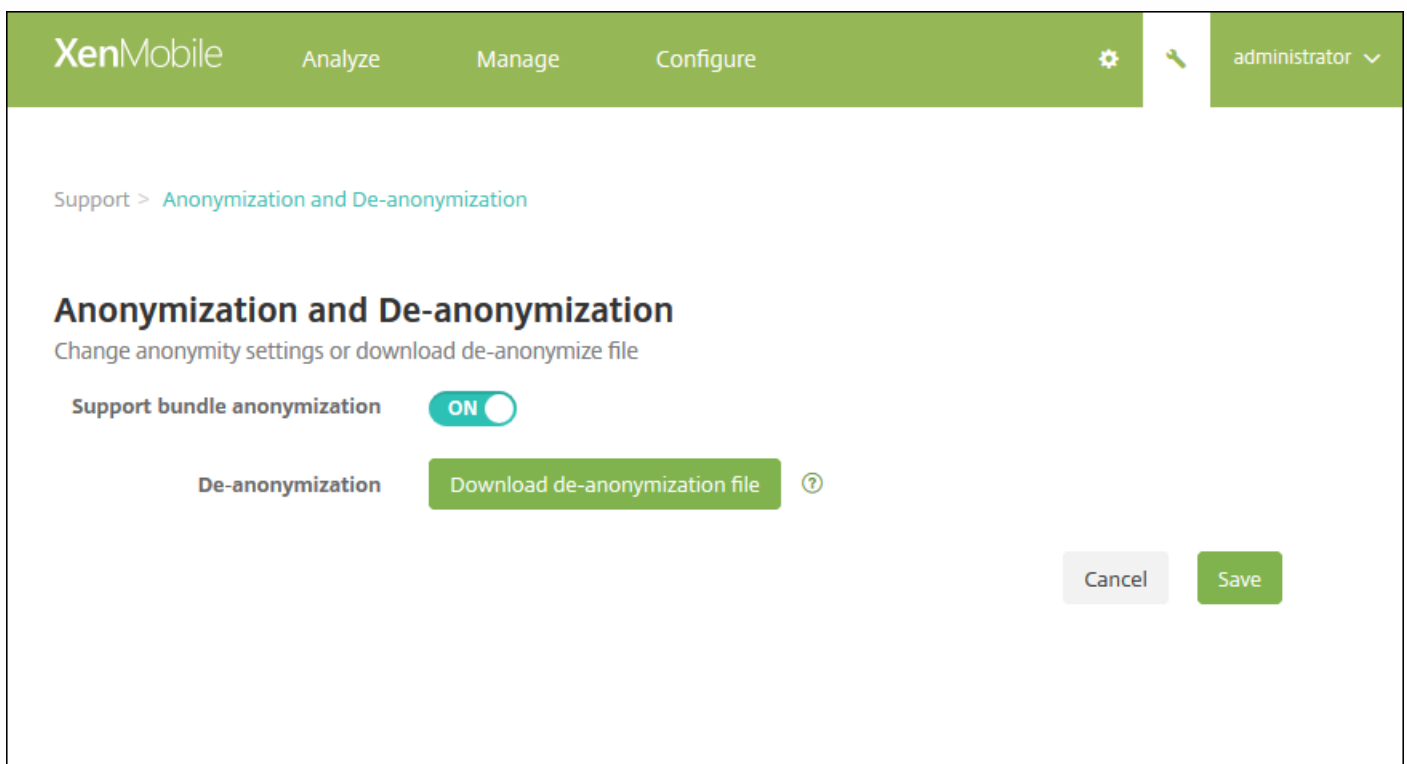 XenMobile Analyze Manage Configure administrator
Support > Anonymization and De-anonymization
Anonymization and De-anonymization
Change anonymity settings or download de-anonymize file
Support bundle anonymization ON
De-anonymization Download de-anonymization file ?
Cancel Save